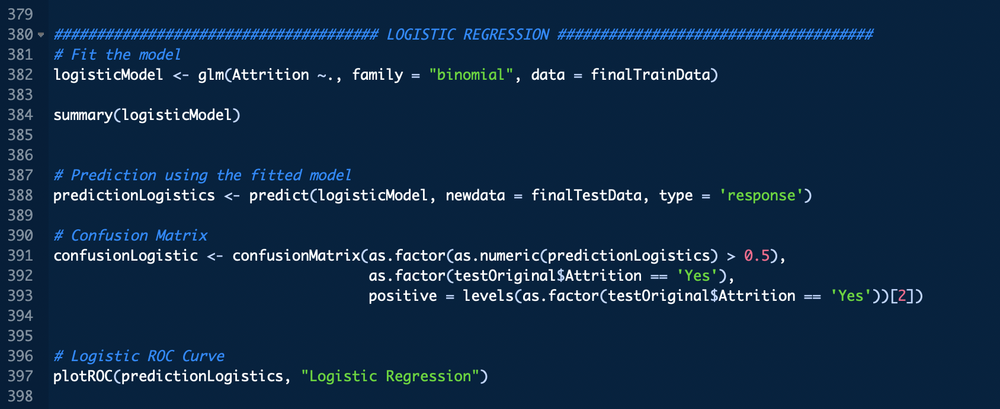 379
380 ###################################### LOGISTIC REGRESSION #####################################
381 # Fit the model
382 logisticModel <- glm(Attrition ~., family = "binomial", data = finalTrainData)
383
384 summary(logisticModel)
385
386
387 # Prediction using the fitted model
388 predictionLogistics <- predict(logisticModel, newdata = finalTestData, type = 'response')
389
390 # Confusion Matrix
391 confusionLogistic <- confusionMatrix(as.factor(as.numeric(predictionLogistics) > 0.5),
392                                      as.factor(testOriginal$Attrition == 'Yes'),
393                                      positive = levels(as.factor(testOriginal$Attrition == 'Yes'))[2])
394
395
396 # Logistic ROC Curve
397 plotROC(predictionLogistics, "Logistic Regression")
398